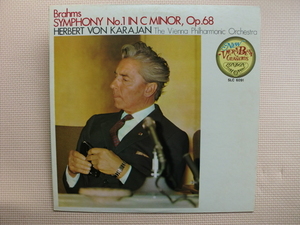 Brahms
SYMPHONY No.1 IN C MINOR, Op.68
HERBERT VON KARAJAN The Vienna Philharmonic Orchestra